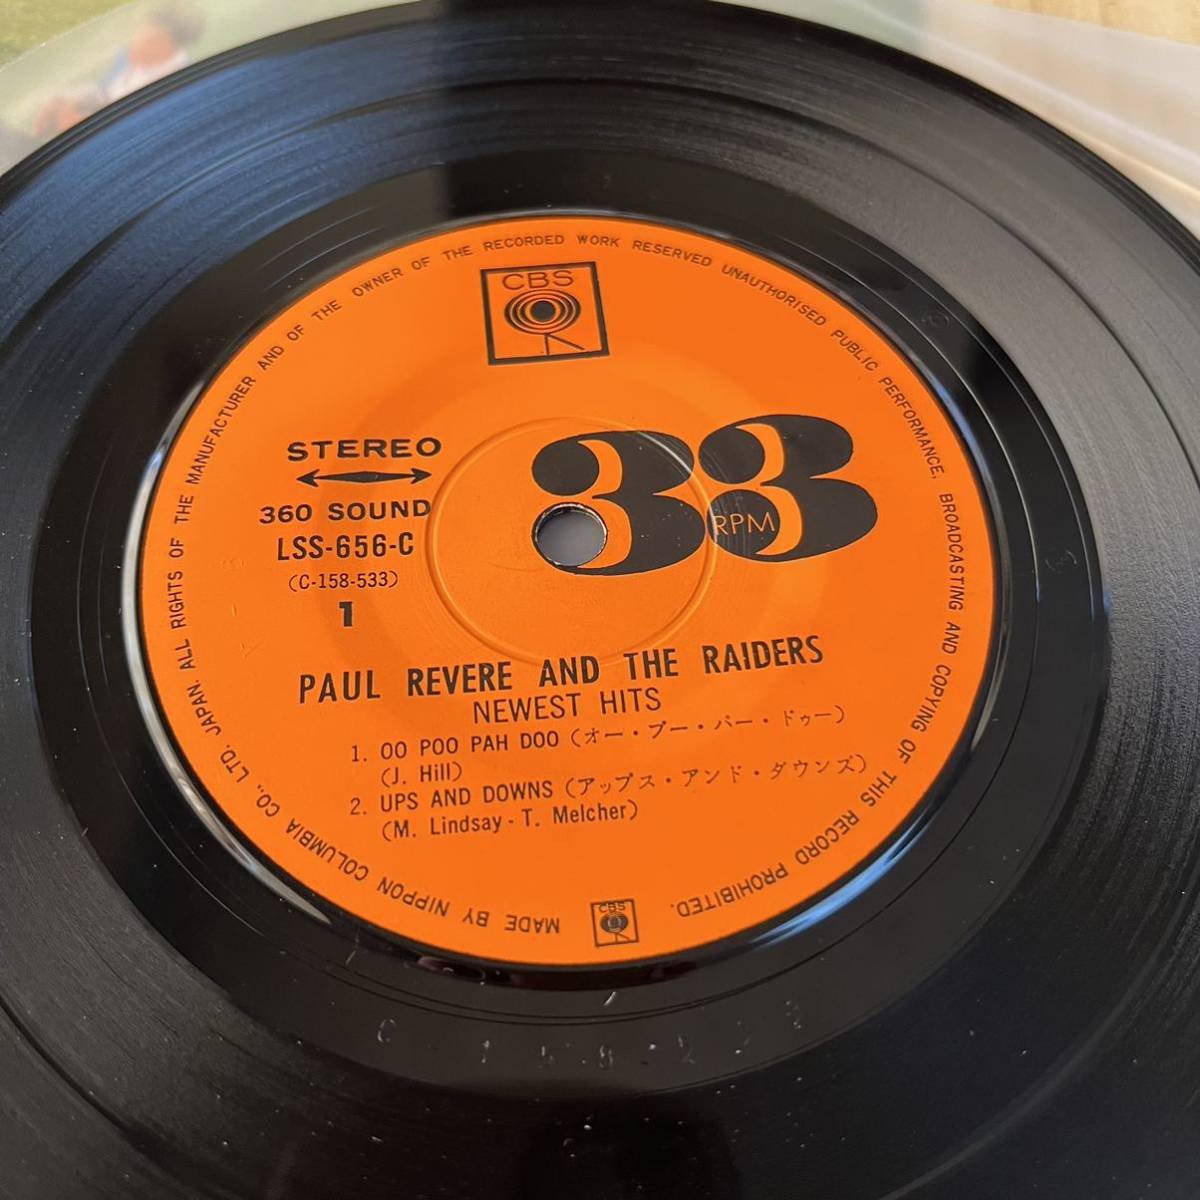 CBS
33
RPM
STEREO
360 SOUND
LSS-656-C
(C-158-533)
1
PAUL REVERE AND THE RAIDERS
NEWEST HITS
1. OO POO PAH DOO (オー・プー・パー・ドゥー)
(J. Hill)
2. UPS AND DOWNS (アップス・アンド・ダウンズ)
(M. Lindsay - T. Melcher)
MADE BY NIPPON COLUMBIA CO., LTD. JAPAN. ALL RIGHTS OF THE MANUFACTURER AND OF THE OWNER OF THE RECORDED WORK RESERVED UNAUTHORISED PUBLIC PERFORMANCE, BROADCASTING AND COPYING OF THIS RECORD PROHIBITED.
CBS